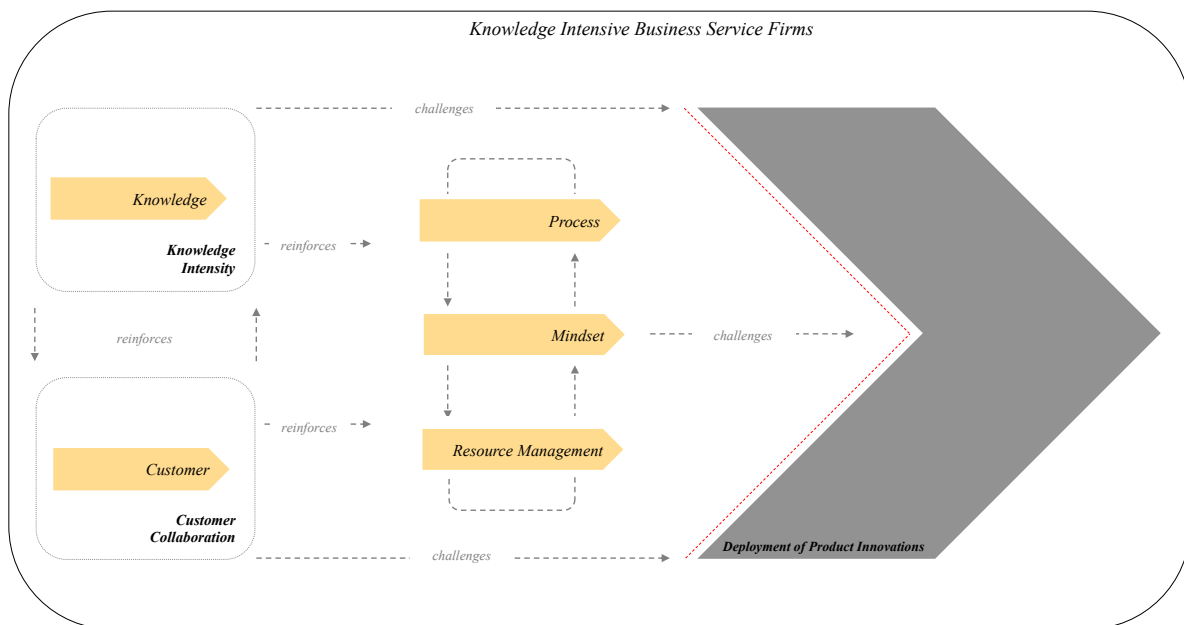 Knowledge Intensive Business Service Firms
challenges
Knowledge
Process
Knowledge
Intensity
reinforces
reinforces
Mindset
challenges
reinforces
Resource Management
Customer
Customer
Collaboration
challenges
Deployment of Product Innovations